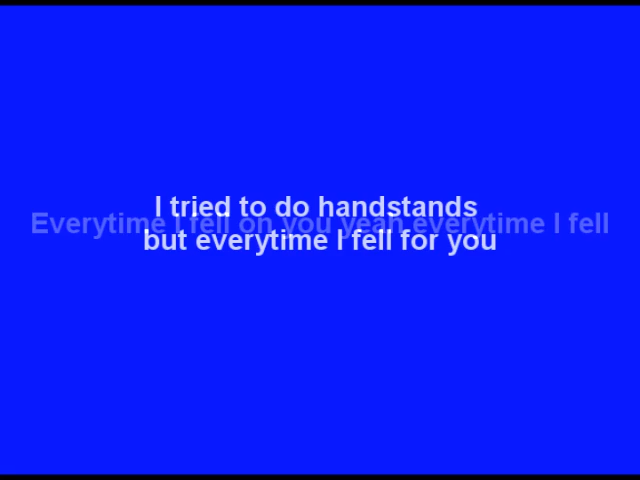 I tried to do handstands
Everytime I fell on you yeah everytime I fell
but everytime I fell for you